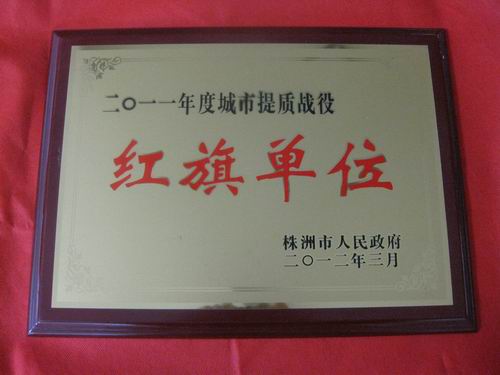 二〇一一年度城市提质战役
红旗单位
株洲市人民政府
二〇一二年三月